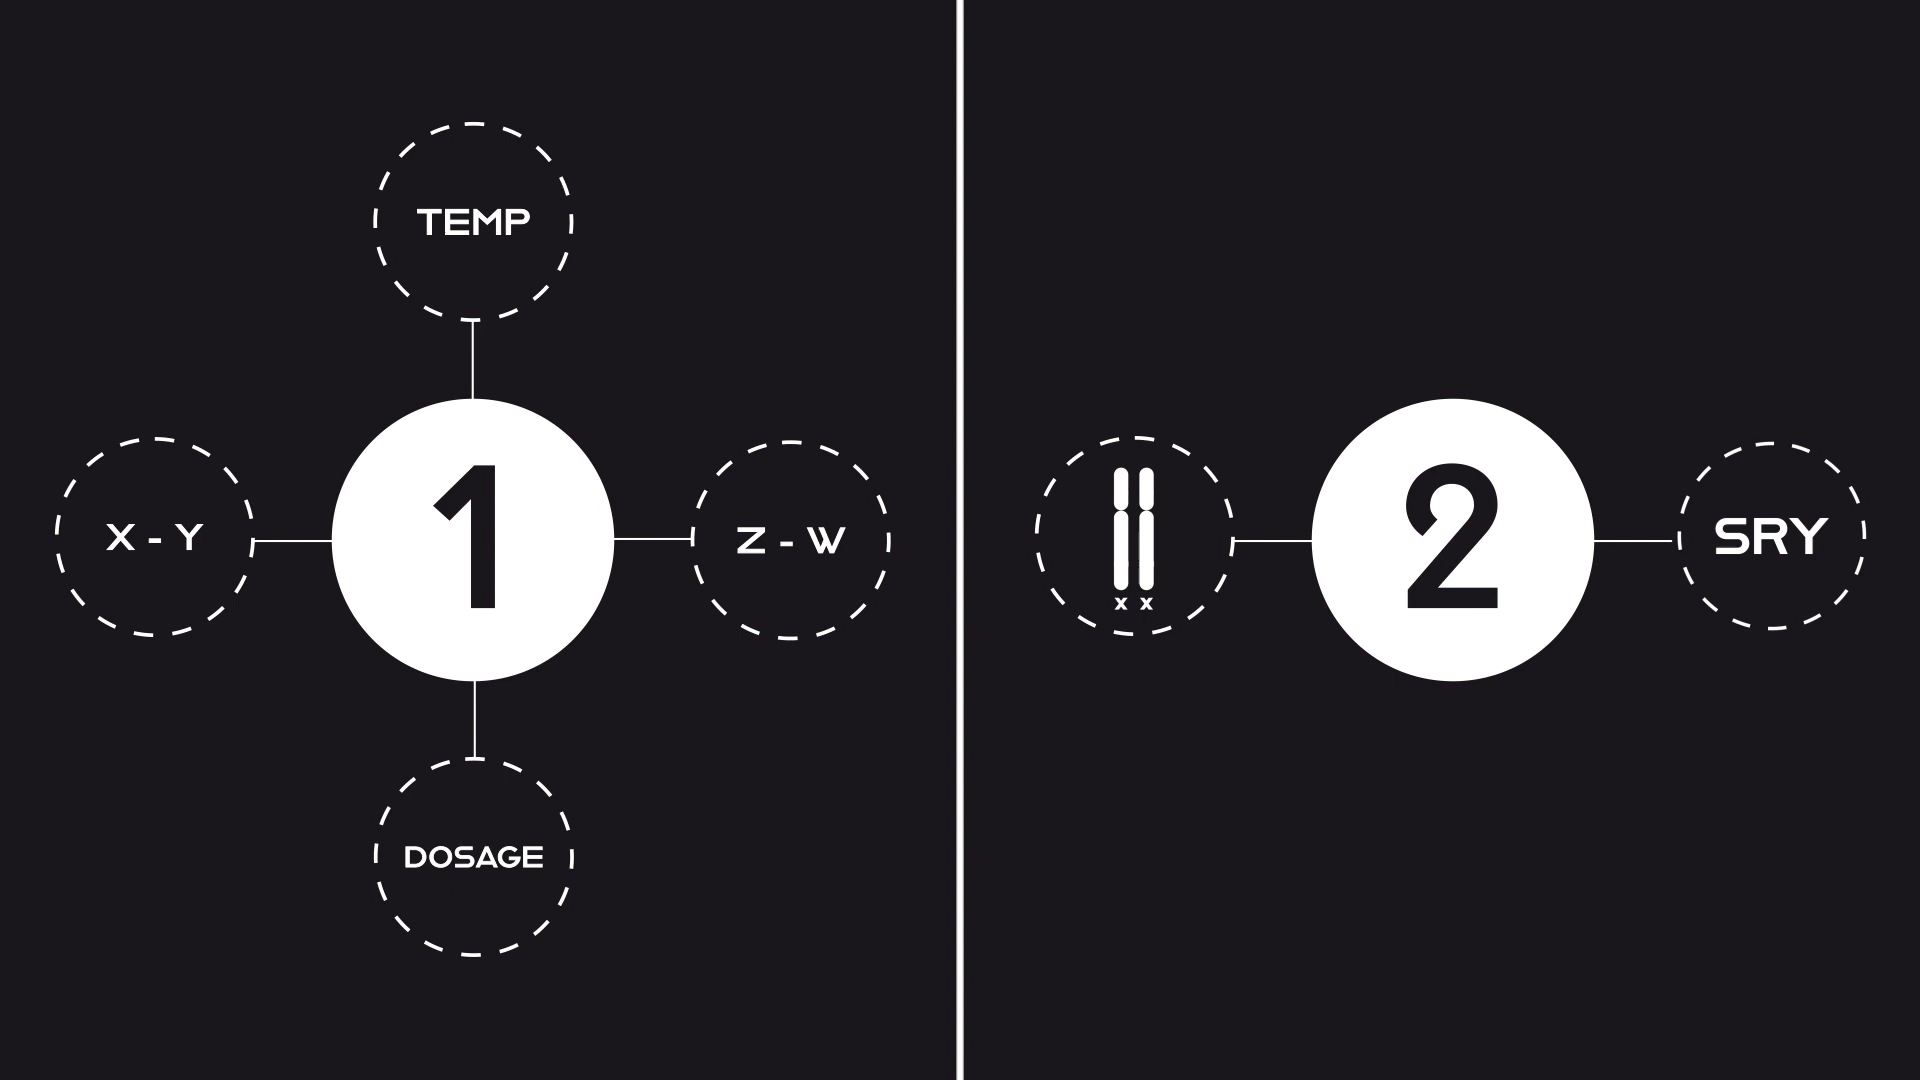 TEMP
X - Y
1
Z - W
DOSAGE
x x
2
SRY